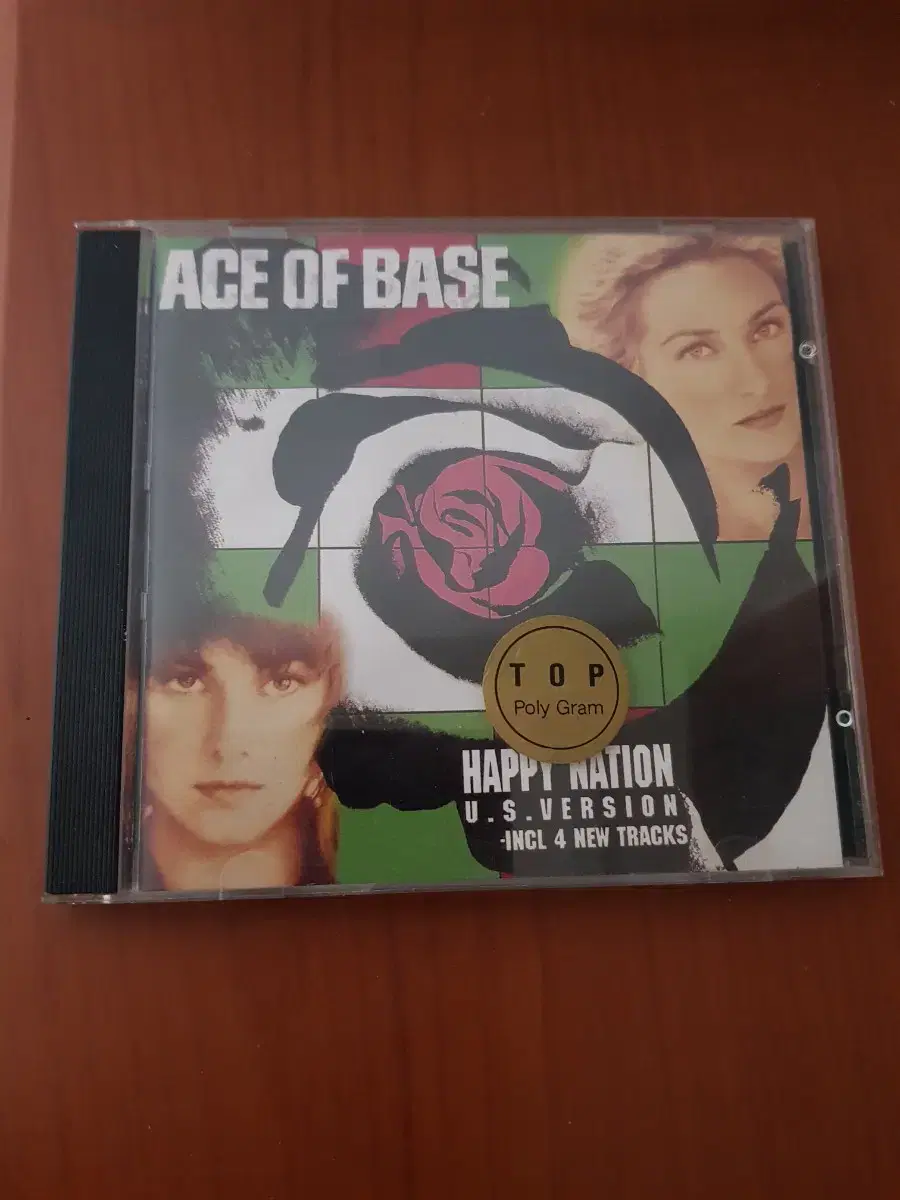 ACE OF BASE
TOP
Poly Gram
HAPPY NATION
U.S.VERSION
-INCL 4 NEW TRACKS